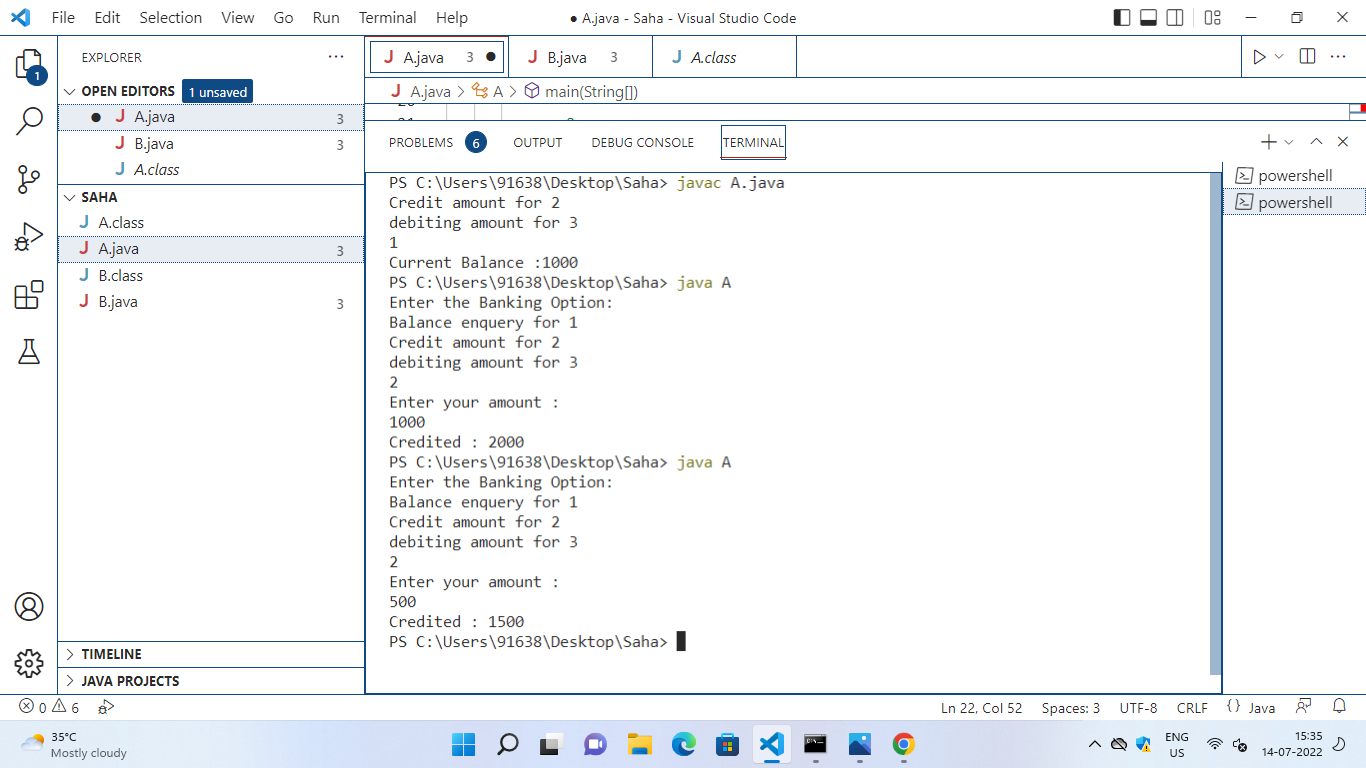 File Edit Selection View Go Run Terminal Help
● A.java - Saha - Visual Studio Code
EXPLORER
A.java 3 B.java 3 A.class
OPEN EDITORS 1 unsaved
A.java > A > main(String[])
A.java 3
B.java 3
A.class
SAHA
A.class
A.java 3
B.class
B.java 3
TIMELINE
JAVA PROJECTS
1
PROBLEMS 6 OUTPUT DEBUG CONSOLE TERMINAL
powershell
powershell
PS C:\Users\91638\Desktop\Saha> javac A.java
Credit amount for 2
debiting amount for 3
1
Current Balance :1000
PS C:\Users\91638\Desktop\Saha> java A
Enter the Banking Option:
Balance enquery for 1
Credit amount for 2
debiting amount for 3
2
Enter your amount :
1000
Credited : 2000
PS C:\Users\91638\Desktop\Saha> java A
Enter the Banking Option:
Balance enquery for 1
Credit amount for 2
debiting amount for 3
2
Enter your amount :
500
Credited : 1500
PS C:\Users\91638\Desktop\Saha>
0 6 Ln 22, Col 52 Spaces: 3 UTF-8 CRLF {} Java
35°C
Mostly cloudy
ENG
US
15:35
14-07-2022